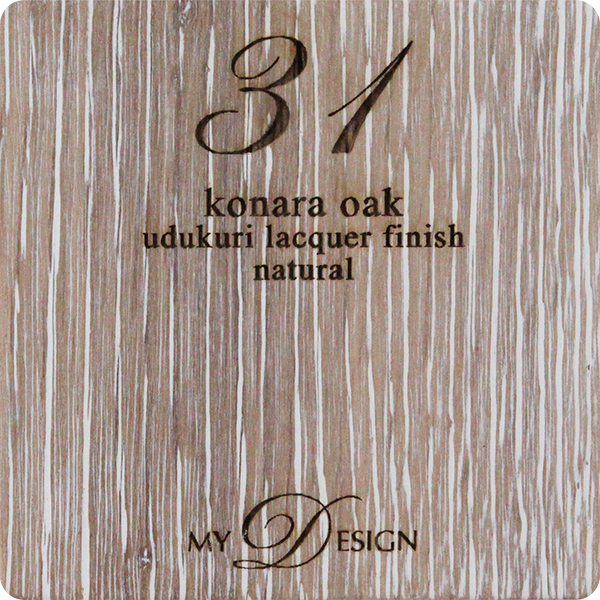 31
konara oak
udukuri lacquer finish
natural
MY DESIGN